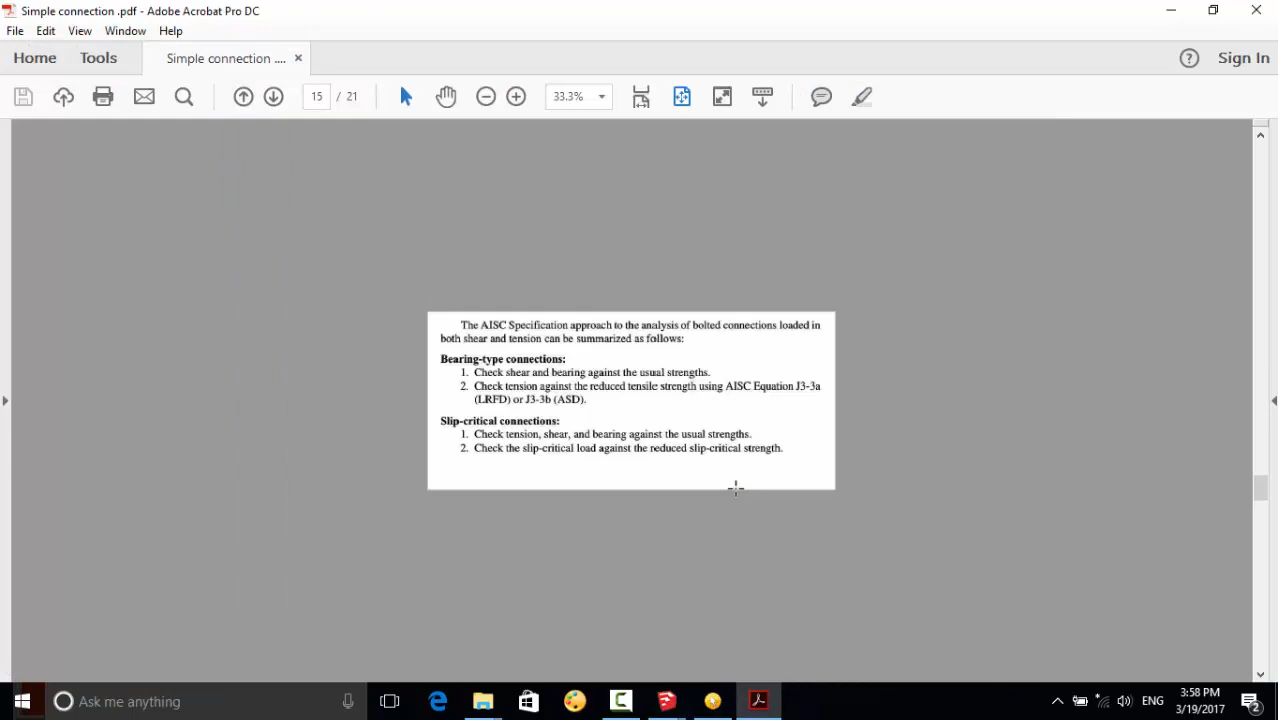 Simple connection .pdf - Adobe Acrobat Pro DC
File Edit View Window Help
Home Tools Simple connection .... × Sign In
15 / 21 33.3%
The AISC Specification approach to the analysis of bolted connections loaded in
both shear and tension can be summarized as follows:
Bearing-type connections:
1. Check shear and bearing against the usual strengths.
2. Check tension against the reduced tensile strength using AISC Equation J3-3a
(LRFD) or J3-3b (ASD).
Slip-critical connections:
1. Check tension, shear, and bearing against the usual strengths.
2. Check the slip-critical load against the reduced slip-critical strength.
Ask me anything
ENG
3:58 PM
3/19/2017
2